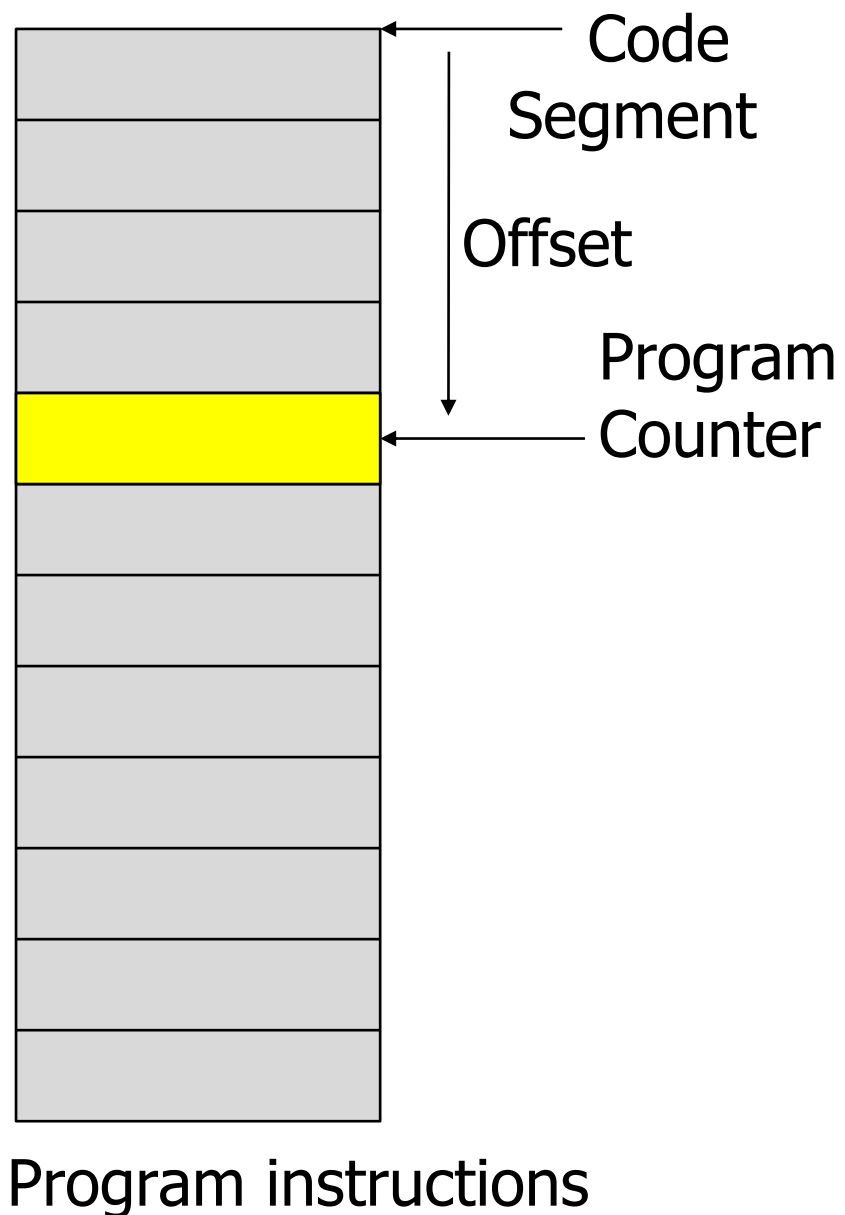 Code
Segment
Offset
Program
Counter
Program instructions